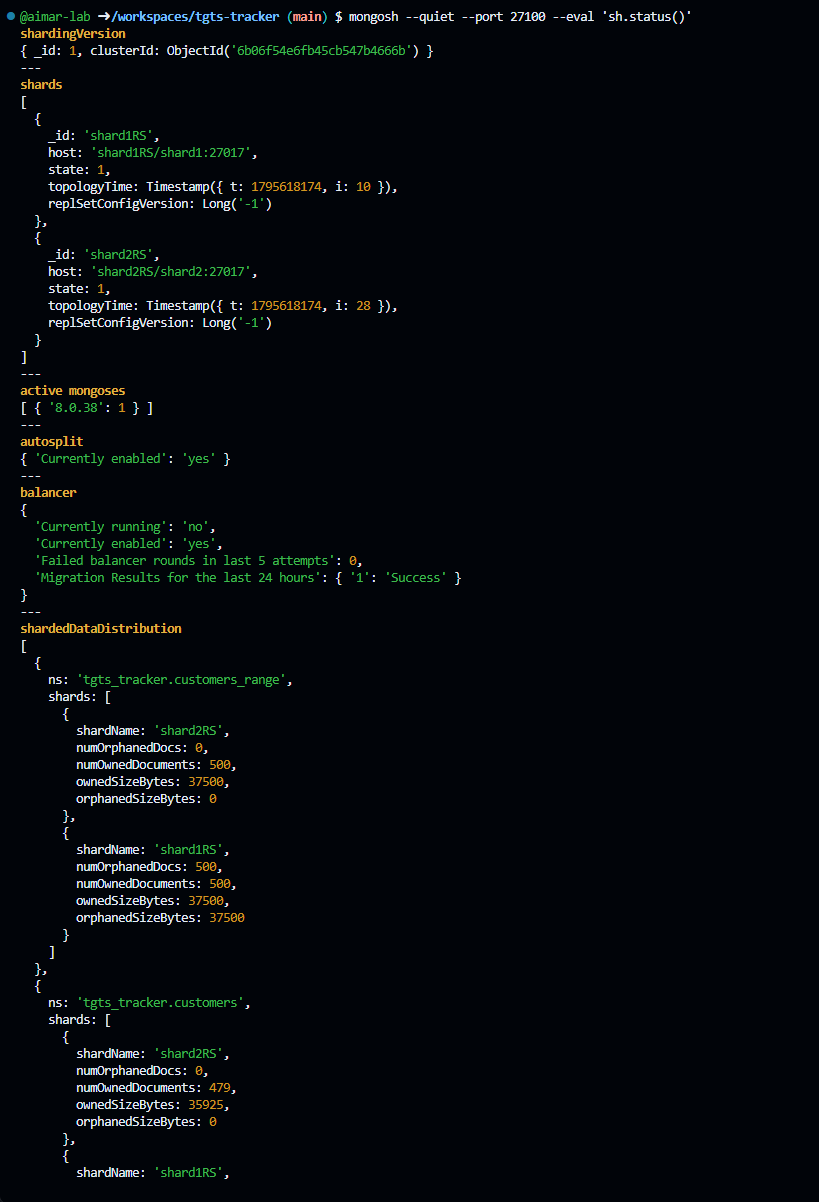 @aimar-lab ➜/workspaces/tgts-tracker (main) $ mongosh --quiet --port 27100 --eval 'sh.status()'
shardingVersion
{ _id: 1, clusterId: ObjectId('6b06f54e6fb45cb547b4666b') }
---
shards
[
  {
    _id: 'shard1RS',
    host: 'shard1RS/shard1:27017',
    state: 1,
    topologyTime: Timestamp({ t: 1795618174, i: 10 }),
    replSetConfigVersion: Long('-1')
  },
  {
    _id: 'shard2RS',
    host: 'shard2RS/shard2:27017',
    state: 1,
    topologyTime: Timestamp({ t: 1795618174, i: 28 }),
    replSetConfigVersion: Long('-1')
  }
]
---
active mongoses
[ { '8.0.38': 1 } ]
---
autosplit
{ 'Currently enabled': 'yes' }
---
balancer
{
  'Currently running': 'no',
  'Currently enabled': 'yes',
  'Failed balancer rounds in last 5 attempts': 0,
  'Migration Results for the last 24 hours': { '1': 'Success' }
}
---
shardedDataDistribution
[
  {
    ns: 'tgts_tracker.customers_range',
    shards: [
      {
        shardName: 'shard2RS',
        numOrphanedDocs: 0,
        numOwnedDocuments: 500,
        ownedSizeBytes: 37500,
        orphanedSizeBytes: 0
      },
      {
        shardName: 'shard1RS',
        numOrphanedDocs: 500,
        numOwnedDocuments: 500,
        ownedSizeBytes: 37500,
        orphanedSizeBytes: 37500
      }
    ]
  },
  {
    ns: 'tgts_tracker.customers',
    shards: [
      {
        shardName: 'shard2RS',
        numOrphanedDocs: 0,
        numOwnedDocuments: 479,
        ownedSizeBytes: 35925,
        orphanedSizeBytes: 0
      },
      {
        shardName: 'shard1RS',